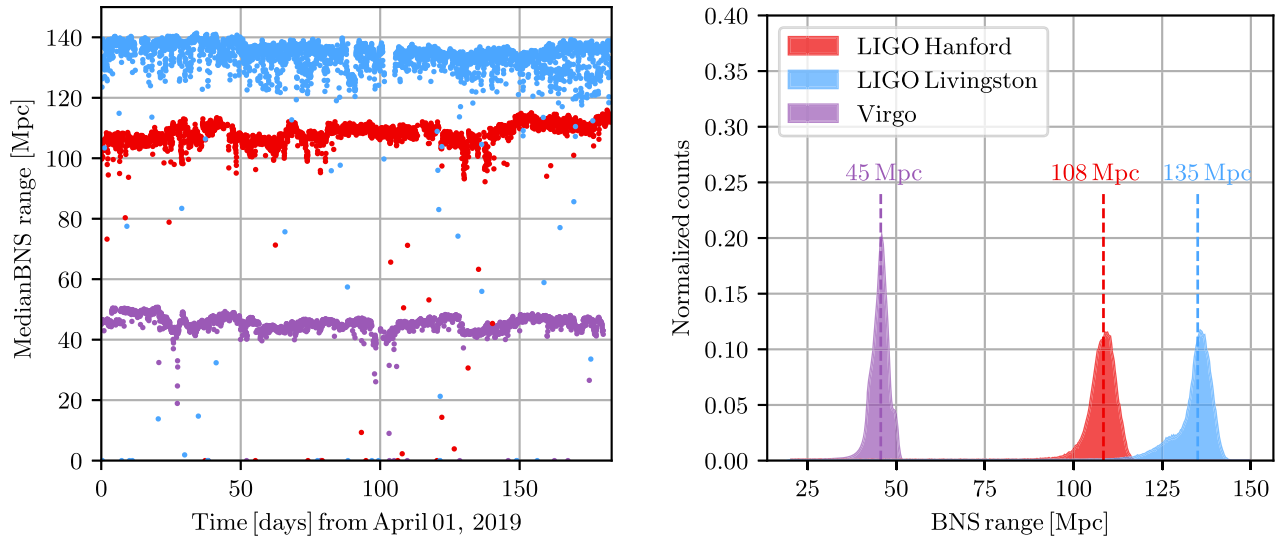 140
120
100
80
60
40
20
0
MedianBNS range [Mpc]
0 50 100 150
Time [days] from April 01, 2019
0.40
0.35
0.30
0.25
0.20
0.15
0.10
0.05
0.00
Normalized counts
LIGO Hanford
LIGO Livingston
Virgo
45 Mpc 108 Mpc 135 Mpc
25 50 75 100 125 150
BNS range [Mpc]